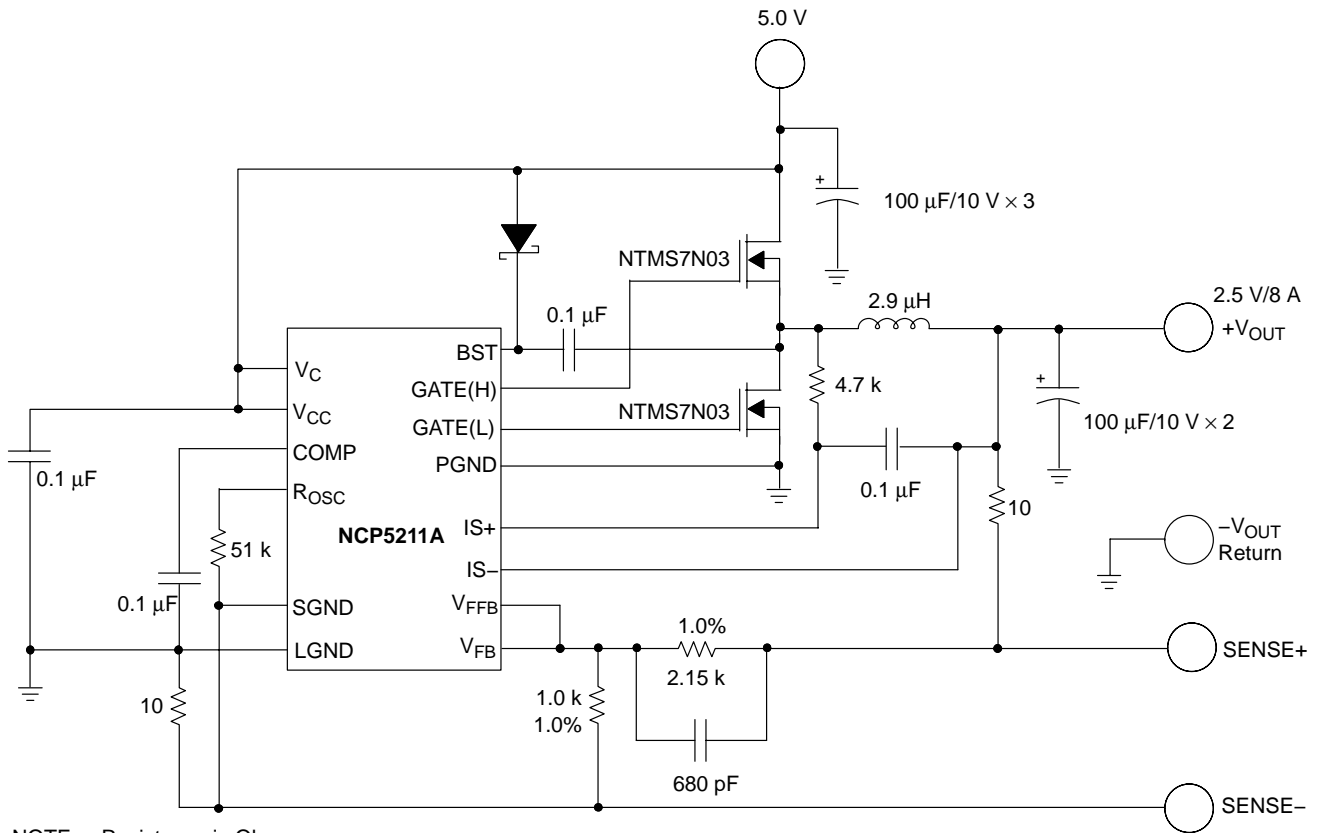 5.0 V
100 μF/10 V × 3
NTMS7N03
2.9 μH
2.5 V/8 A
+VOUT
0.1 μF
BST
VC
GATE(H)
4.7 k
NTMS7N03
VCC
GATE(L)
100 μF/10 V × 2
COMP
PGND
0.1 μF
0.1 μF
ROSC
10
NCP5211A
IS+
51 k
−VOUT
Return
IS−
0.1 μF
SGND
VFFB
1.0%
LGND
VFB
SENSE+
2.15 k
10
1.0 k
1.0%
680 pF
SENSE−